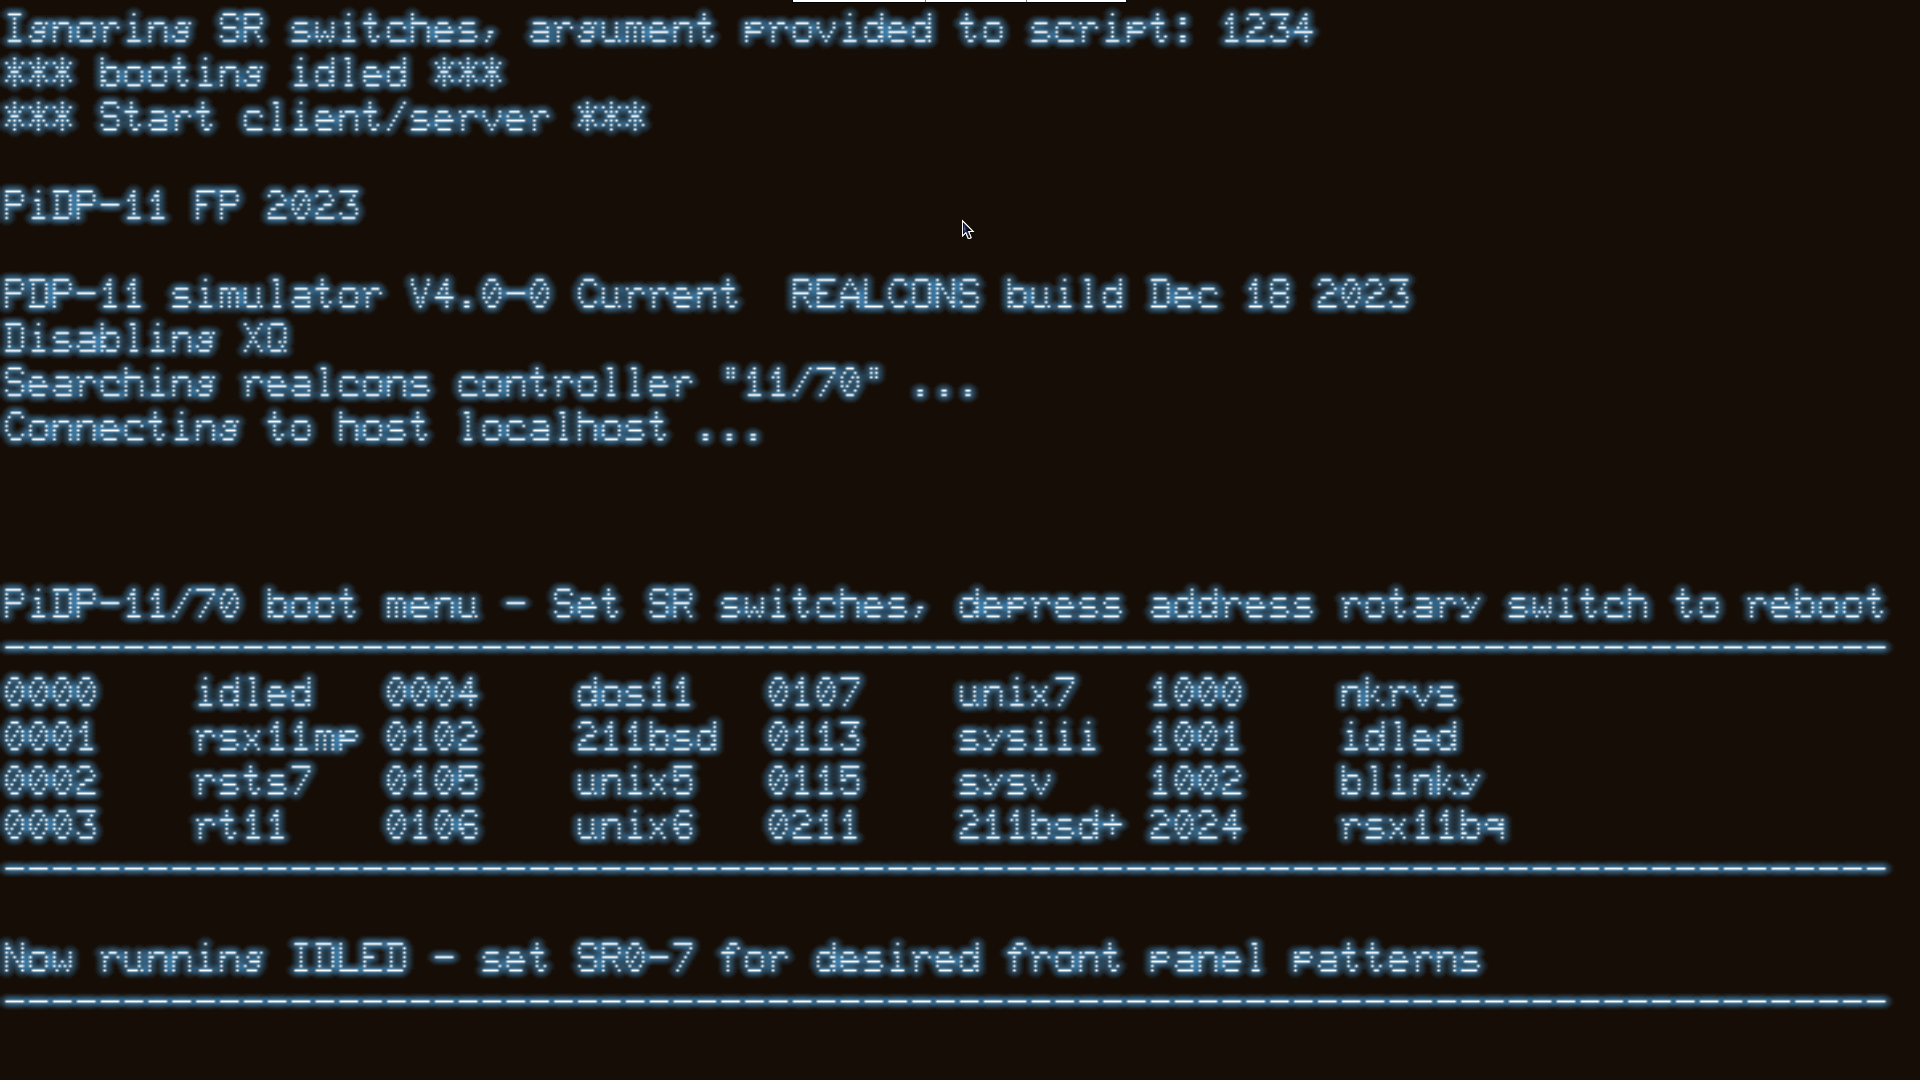 Ignoring SR switches, argument provided to script: 1234
*** booting idled ***
*** Start client/server ***
PiDP-11 FP 2023
PDP-11 simulator V4.0-0 Current  REALCONS build Dec 18 2023
Disabling XQ
Searching realcons controller "11/70" ...
Connecting to host localhost ...
PiDP-11/70 boot menu - Set SR switches, depress address rotary switch to reboot
-------------------------------------------------------------------------------
0000    idled   0004    dos11   0107    unix7   1000    nkrvs
0001    rsx11mp 0102    211bsd  0113    sysiii  1001    idled
0002    rsts7   0105    unix5   0115    sysv    1002    blinky
0003    rt11    0106    unix6   0211    211bsd+ 2024    rsx11bq
-------------------------------------------------------------------------------
Now running IDLED - set SR0-7 for desired front panel patterns
-------------------------------------------------------------------------------